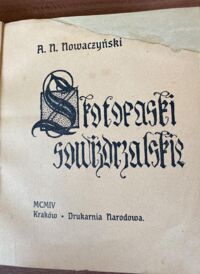 A. N. Nowaczyński
Skotopaski
sowizdrzalskie
MCMIV
Kraków • Drukarnia Narodowa.